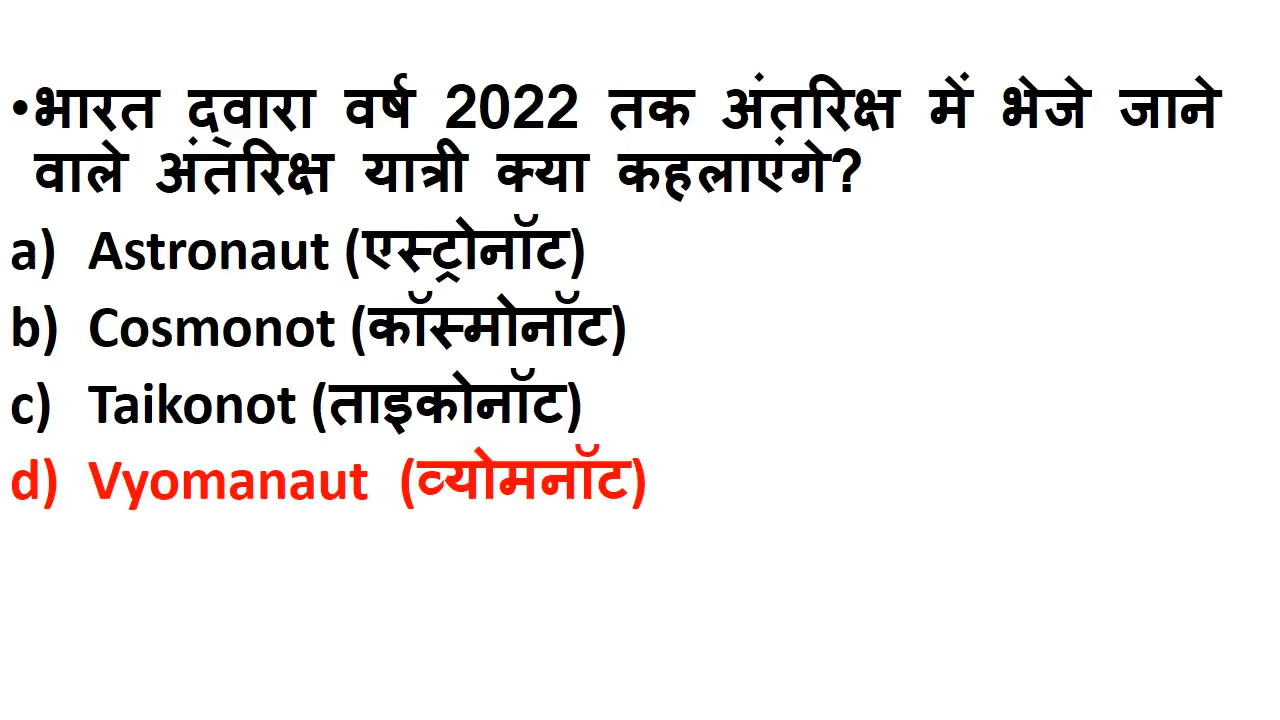 •भारत द्वारा वर्ष 2022 तक अंतरिक्ष में भेजे जाने
वाले अंतरिक्ष यात्री क्या कहलाएंगे?
a) Astronaut (एस्ट्रोनॉट)
b) Cosmonot (कॉस्मोनॉट)
c) Taikonot (ताइकोनॉट)
d) Vyomanaut (व्योमनॉट)